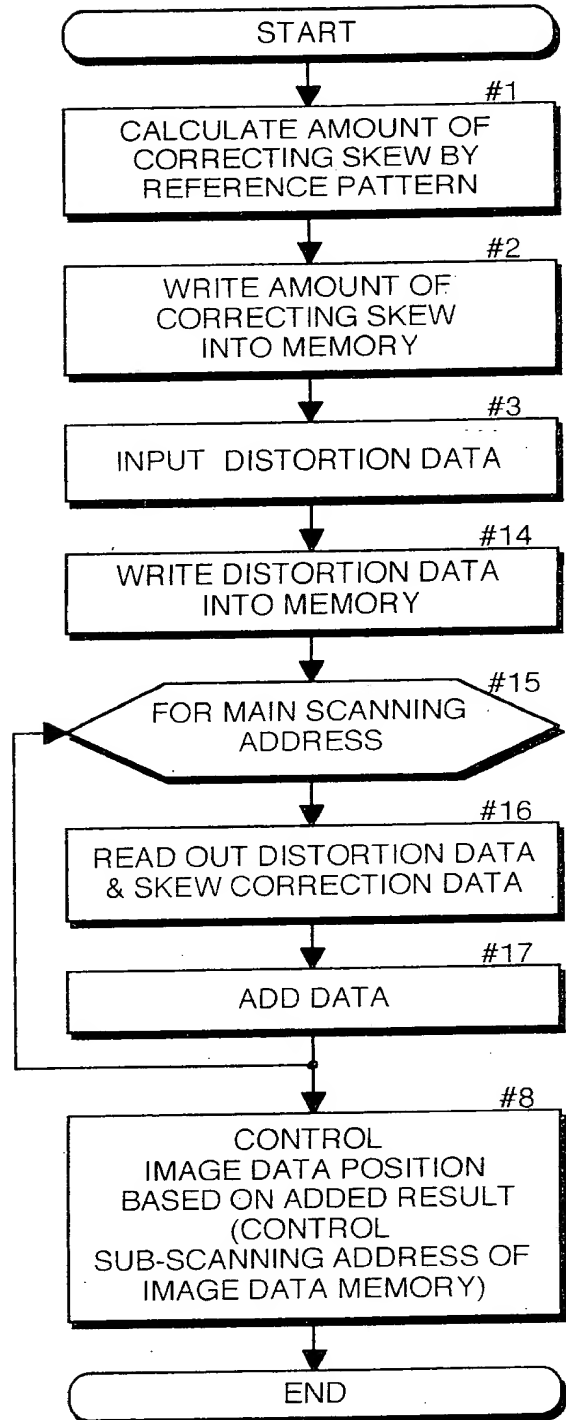 START
#1
CALCULATE AMOUNT OF
CORRECTING SKEW BY
REFERENCE PATTERN
#2
WRITE AMOUNT OF
CORRECTING SKEW
INTO MEMORY
#3
INPUT DISTORTION DATA
#14
WRITE DISTORTION DATA
INTO MEMORY
#15
FOR MAIN SCANNING
ADDRESS
#16
READ OUT DISTORTION DATA
& SKEW CORRECTION DATA
#17
ADD DATA
#8
CONTROL
IMAGE DATA POSITION
BASED ON ADDED RESULT
(CONTROL
SUB-SCANNING ADDRESS OF
IMAGE DATA MEMORY)
END